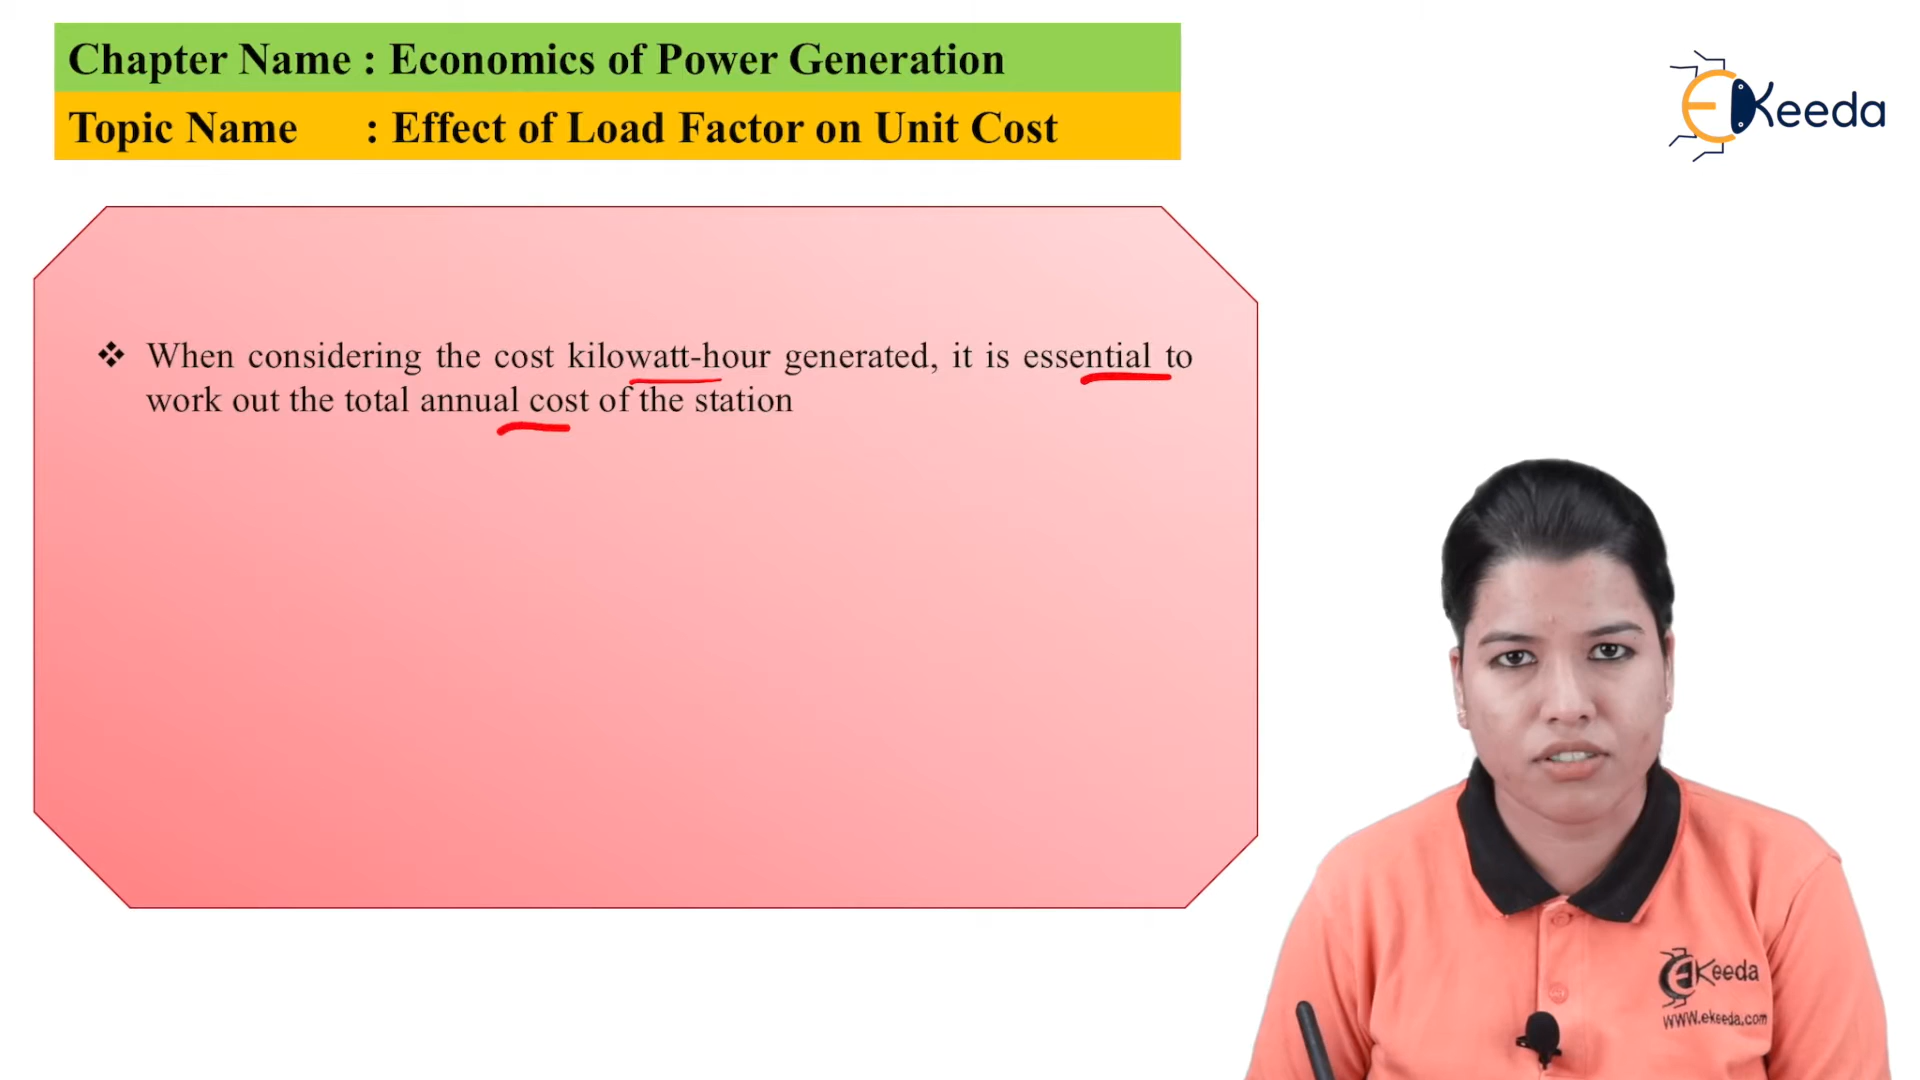 Chapter Name : Economics of Power Generation
Topic Name : Effect of Load Factor on Unit Cost
EKeeda
❖ When considering the cost kilowatt-hour generated, it is essential to
work out the total annual cost of the station
EKeeda
www.ekeeda.com